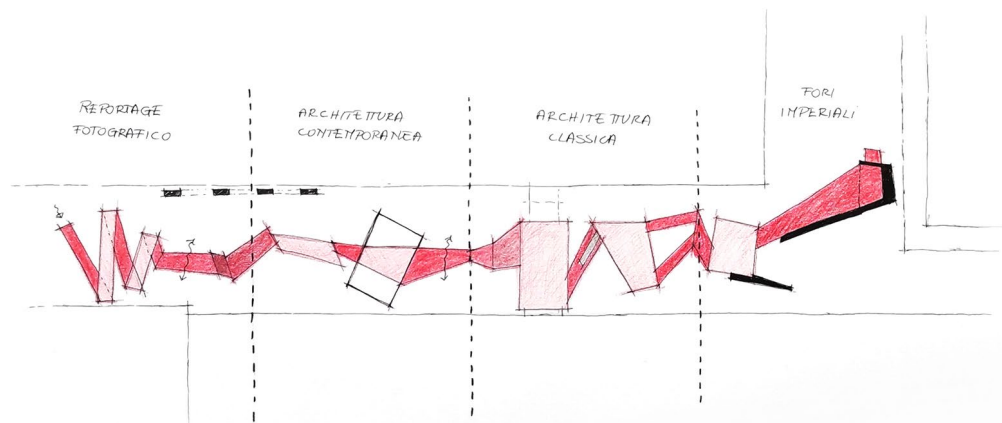 REPORTAGE
FOTOGRAFICO
ARCHITETTURA
CONTEMPORANEA
ARCHITETTURA
CLASSICA
FORI
IMPERIALI